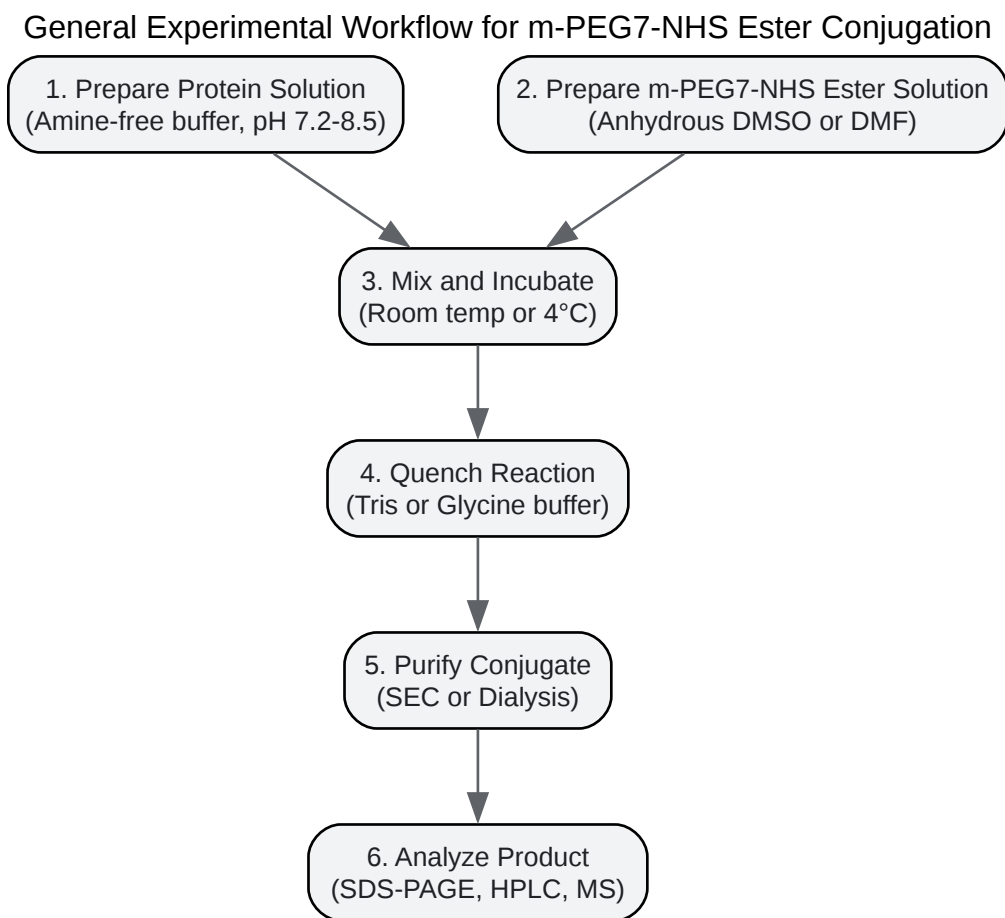 General Experimental Workflow for m-PEG7-NHS Ester Conjugation
1. Prepare Protein Solution
(Amine-free buffer, pH 7.2-8.5)
2. Prepare m-PEG7-NHS Ester Solution
(Anhydrous DMSO or DMF)
3. Mix and Incubate
(Room temp or 4°C)
4. Quench Reaction
(Tris or Glycine buffer)
5. Purify Conjugate
(SEC or Dialysis)
6. Analyze Product
(SDS-PAGE, HPLC, MS)